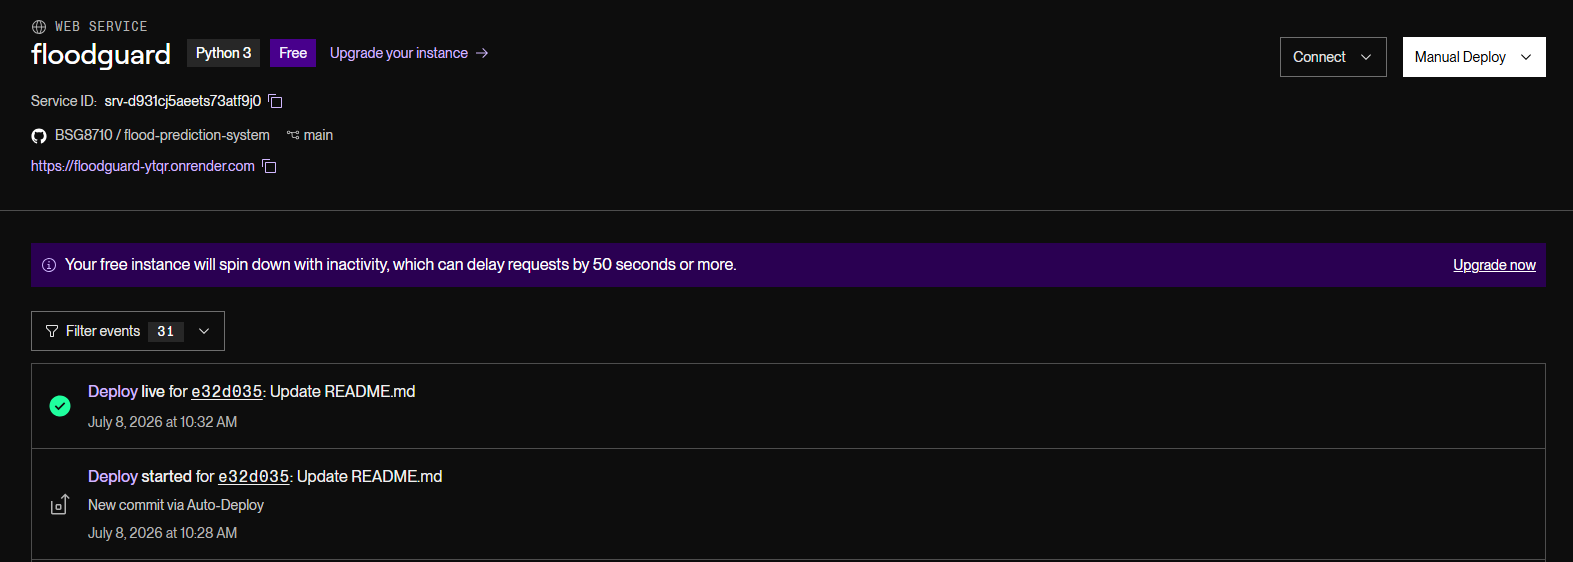 WEB SERVICE
floodguard Python 3 Free Upgrade your instance →
Connect
Manual Deploy
Service ID: srv-d931cj5aeets73atf9j0
BSG8710 / flood-prediction-system main
https://floodguard-ytqr.onrender.com
Your free instance will spin down with inactivity, which can delay requests by 50 seconds or more.
Upgrade now
Filter events 31
Deploy live for e32d035: Update README.md
July 8, 2026 at 10:32 AM
Deploy started for e32d035: Update README.md
New commit via Auto-Deploy
July 8, 2026 at 10:28 AM